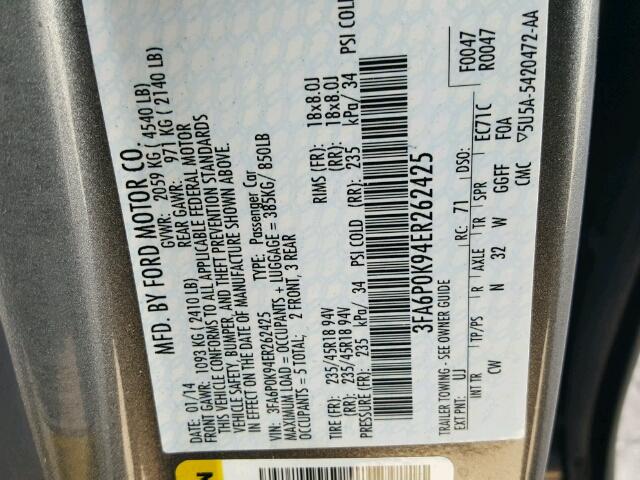 MFD. BY FORD MOTOR CO.
DATE: 01/14 GVWR: 2059 KG ( 4540 LB)
FRONT GAWR: 1093 KG ( 2410 LB) REAR GAWR: 971 KG ( 2140 LB)
THIS VEHICLE CONFORMS TO ALL APPLICABLE FEDERAL MOTOR
VEHICLE SAFETY, BUMPER, AND THEFT PREVENTION STANDARDS
IN EFFECT ON THE DATE OF MANUFACTURE SHOWN ABOVE.
VIN: 3FA6P0K94ER262425 TYPE: Passenger Car
MAXIMUM LOAD = OCCUPANTS + LUGGAGE = 385KG/ 850LB
OCCUPANTS = 5 TOTAL; 2 FRONT, 3 REAR
235/45R18 94V RIMS (FR): 18x8.0J
235/45R18 94V (RR): 18x8.0J
TIRES (FR): 235 kPa/ 34 PSI COLD (RR): 235 kPa/ 34 PSI COLD
3FA6P0K94ER262425
TRAILER TOWING - SEE OWNER GUIDE
F0047
R0047
EXT PNT: UJ RC: 71 DSO:
INT TR TP/PS R AXLE TR SPR EC71C
CW N 32 W GGFF F0A
CMC ▽5U5A-5420472-AA